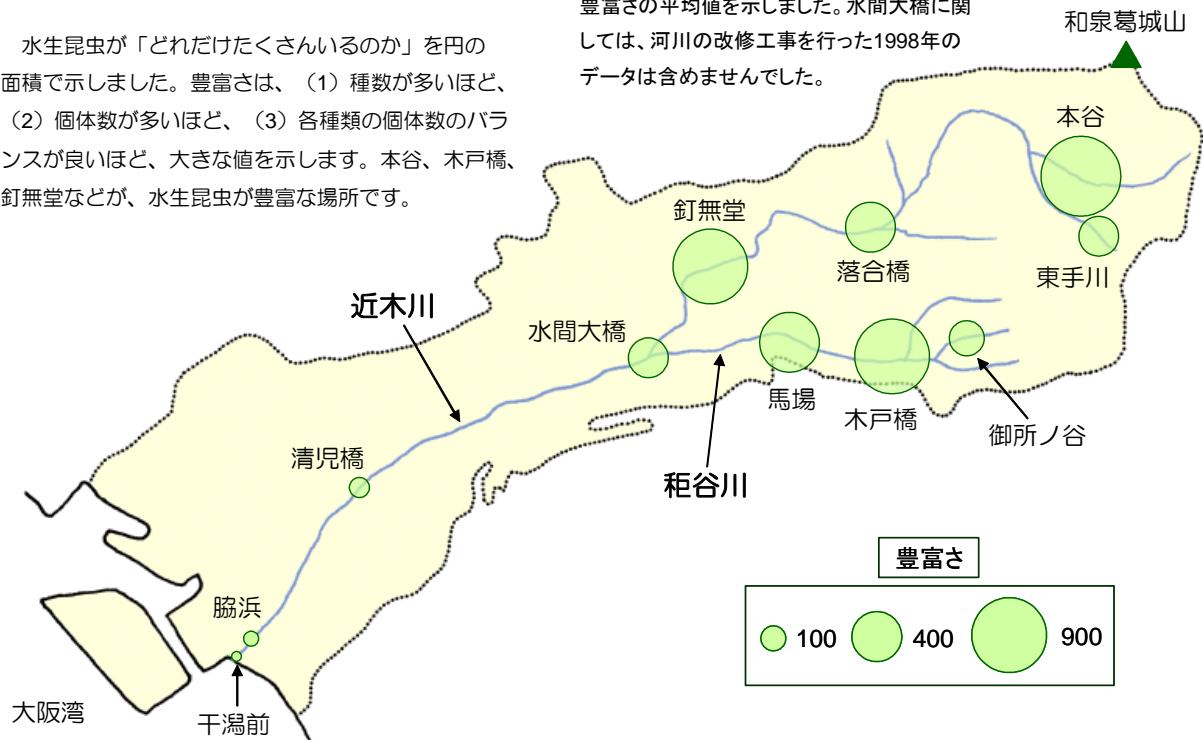 水生昆虫が「どれだけたくさんいるのか」を円の
面積で示しました。豊富さは、（1）種数が多いほど、
（2）個体数が多いほど、（3）各種類の個体数のバラ
ンスが良いほど、大きな値を示します。本谷、木戸橋、
釘無堂などが、水生昆虫が豊富な場所です。
豊富さの平均値を示しました。水間大橋に関
しては、河川の改修工事を行った1998年の
データは含めませんでした。
和泉葛城山
本谷
釘無堂
落合橋
東手川
近木川
水間大橋
馬場
木戸橋
御所ノ谷
清児橋
秬谷川
脇浜
大阪湾
干潟前
豊富さ
100
400
900